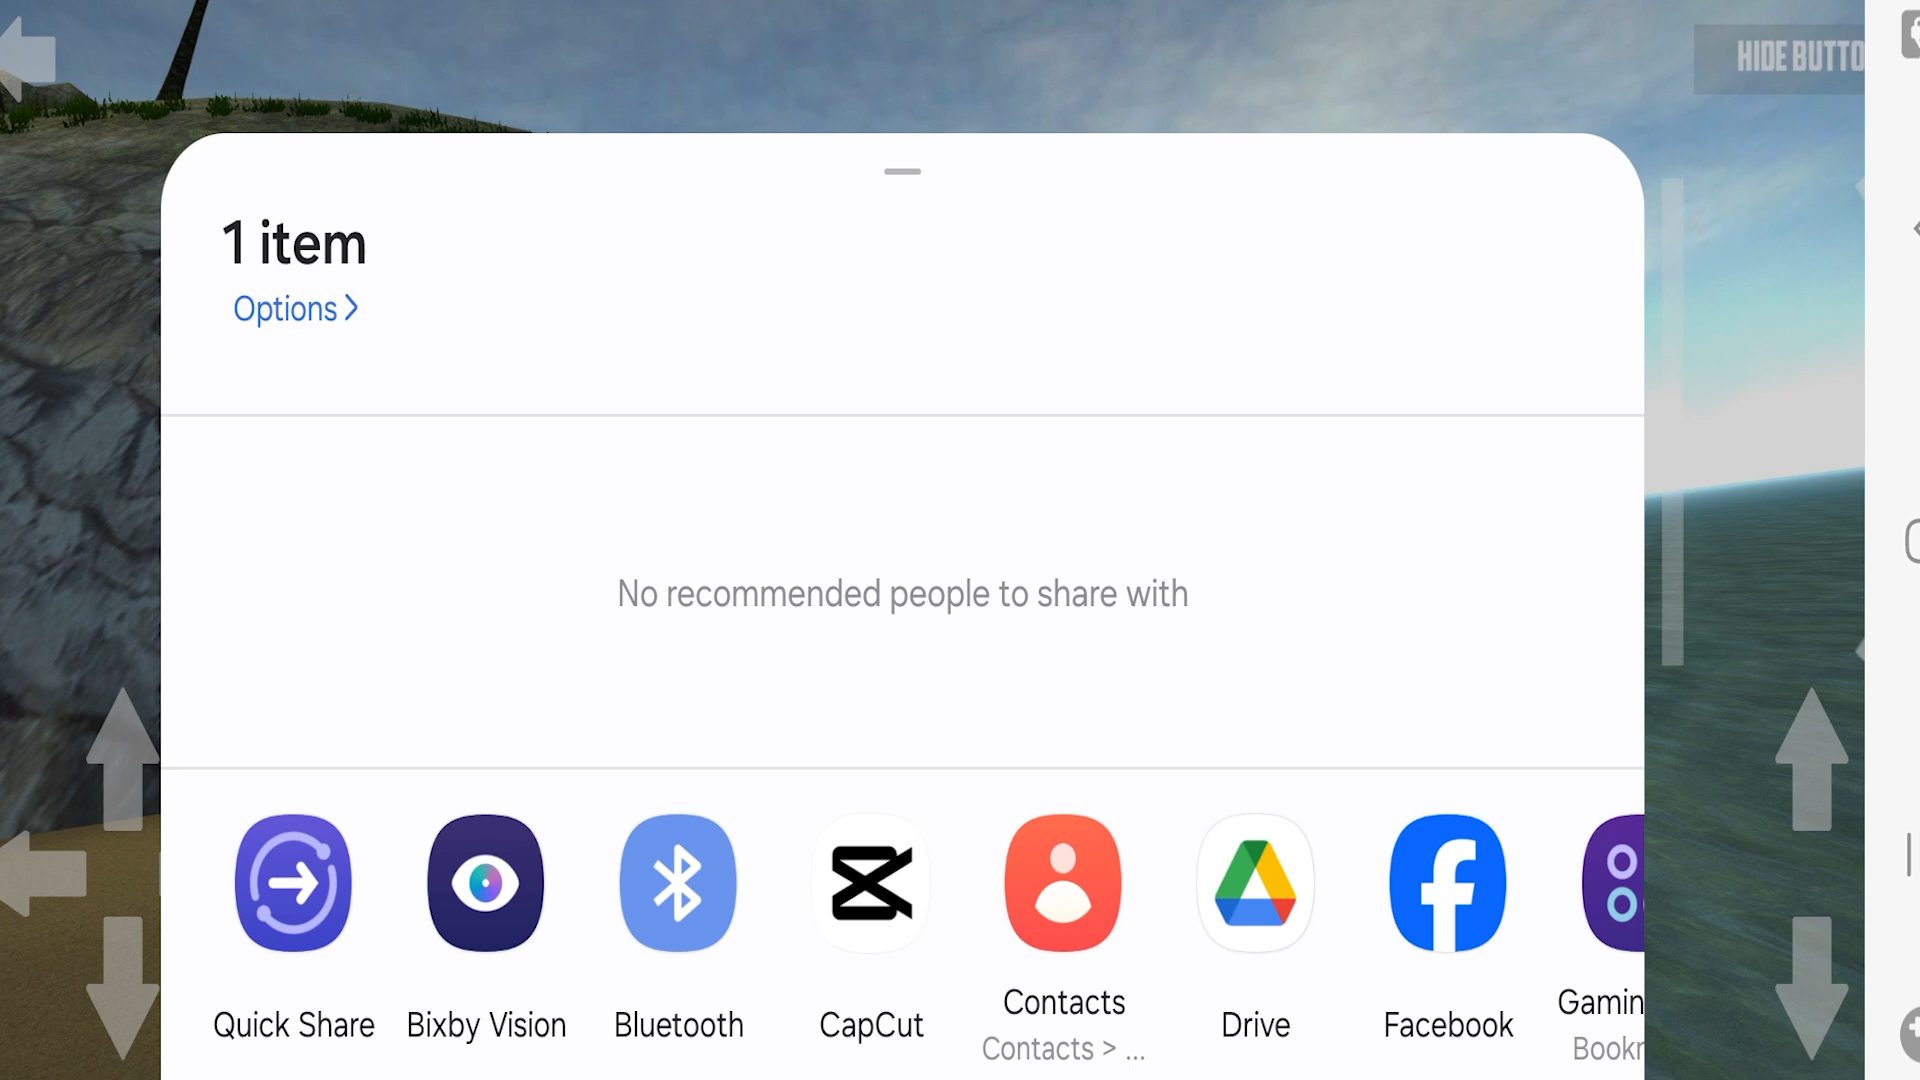 HIDE BUTTO
1 item
Options >
No recommended people to share with
Quick Share
Bixby Vision
Bluetooth
CapCut
Contacts
Contacts > ...
Drive
Facebook
Gamin
Bookr